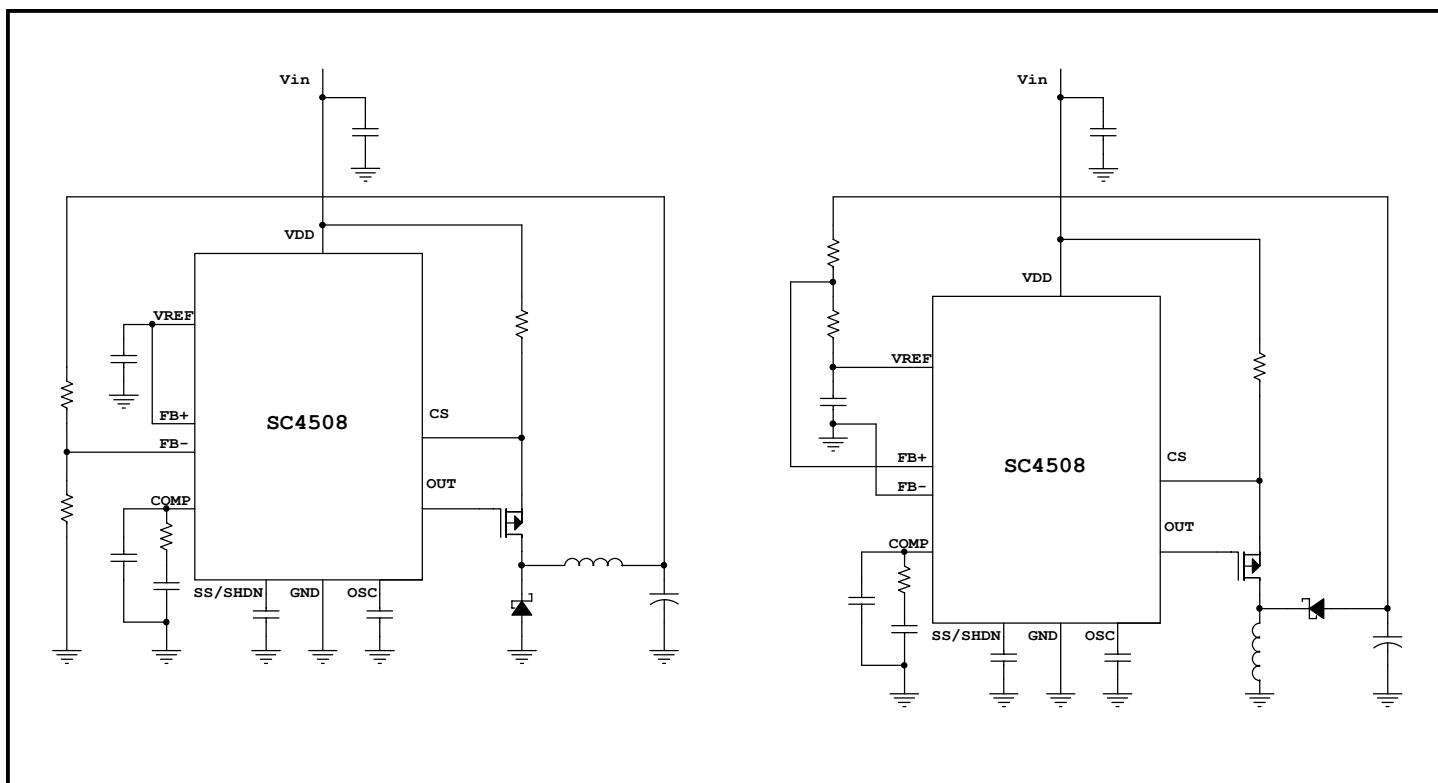 Vin
VDD
VREF
FB+
FB-
COMP
SC4508
CS
OUT
SS/SHDN
GND
OSC
Vin
VDD
VREF
FB+
FB-
COMP
SC4508
CS
OUT
SS/SHDN
GND
OSC